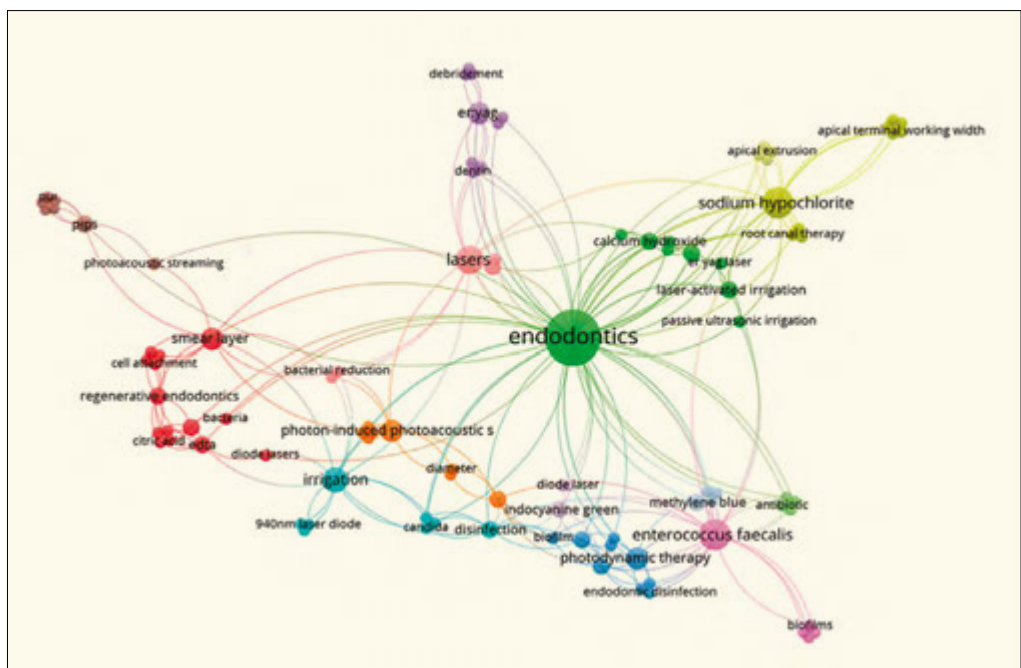 debridement
er:yag
apical terminal working width
apical extrusion
dentin
sodium hypochlorite
pips
root canal therapy
calcium hydroxide
photoacoustic streaming
lasers
er yag laser
laser-activated irrigation
passive ultrasonic irrigation
endodontics
smear layer
cell attachment
bacterial reduction
regenerative endodontics
bacteria
photon-induced photoacoustic s
citric acid
edta
diode lasers
diameter
irrigation
diode laser
methylene blue
antibiotic
indocyanine green
940nm laser diode
candida
disinfection
biofilm
enterococcus faecalis
photodynamic therapy
endodontic disinfection
biofilms